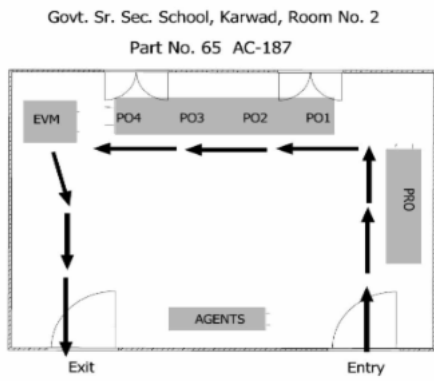 Govt. Sr. Sec. School, Karwad, Room No. 2
Part No. 65 AC-187
EVM PO4 PO3 PO2 PO1
PRO
AGENTS
Exit Entry